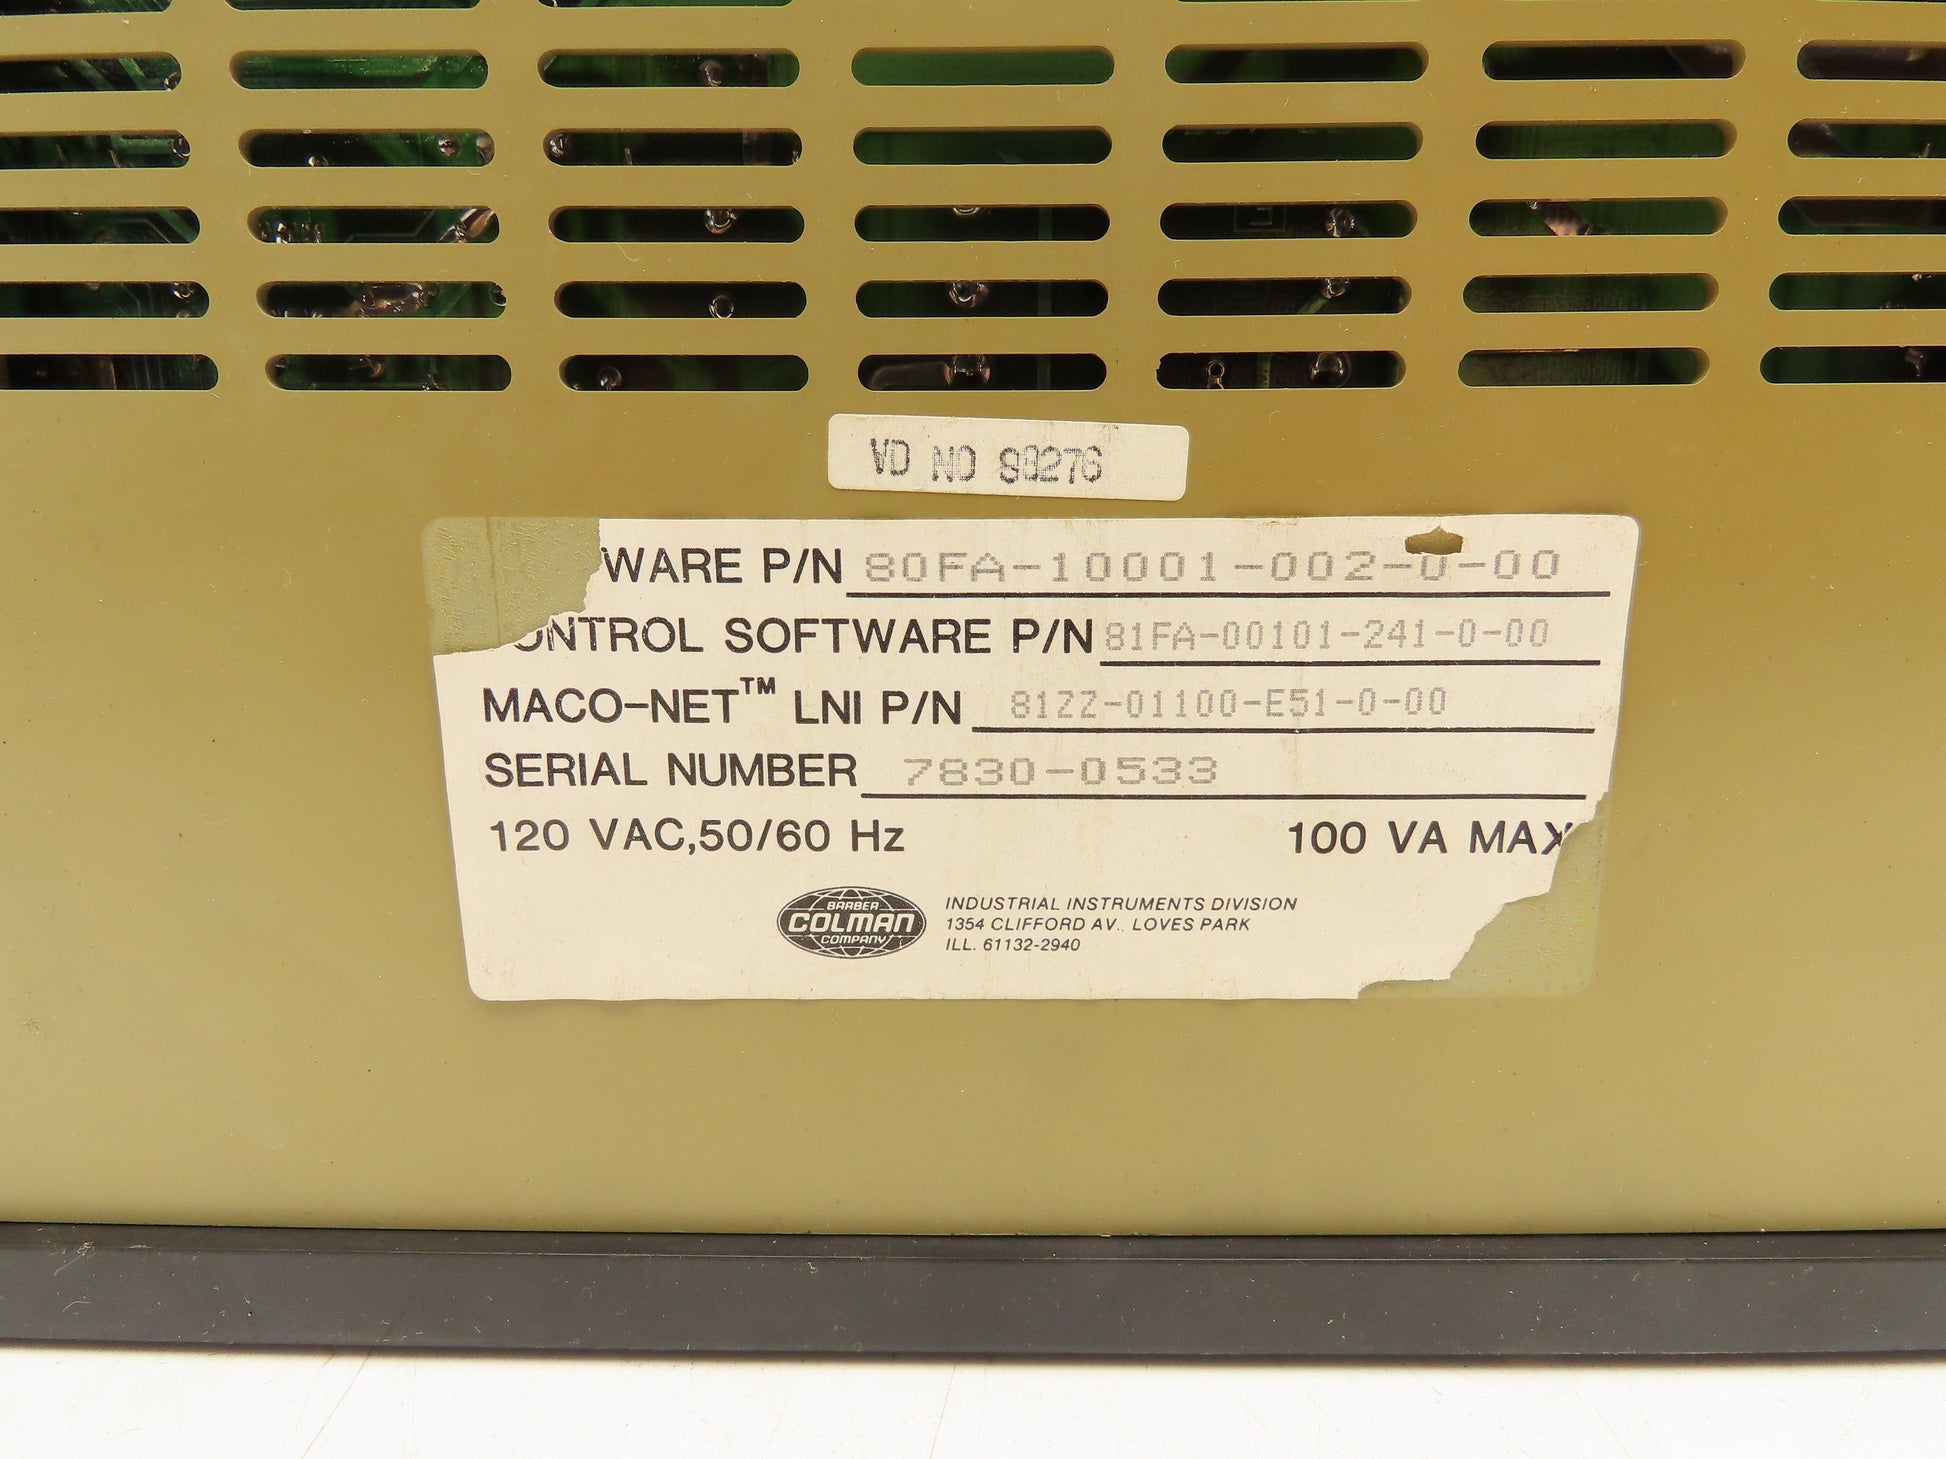 VD NO S8276
WARE P/N 80FA-10001-002-0-00
CONTROL SOFTWARE P/N 81FA-00101-241-0-00
MACO-NET™ LNI P/N 81ZZ-01100-E51-0-00
SERIAL NUMBER 7830-0533
120 VAC,50/60 Hz 100 VA MAX
BARBER
COLMAN
COMPANY
INDUSTRIAL INSTRUMENTS DIVISION
1354 CLIFFORD AV., LOVES PARK
ILL. 61132-2940